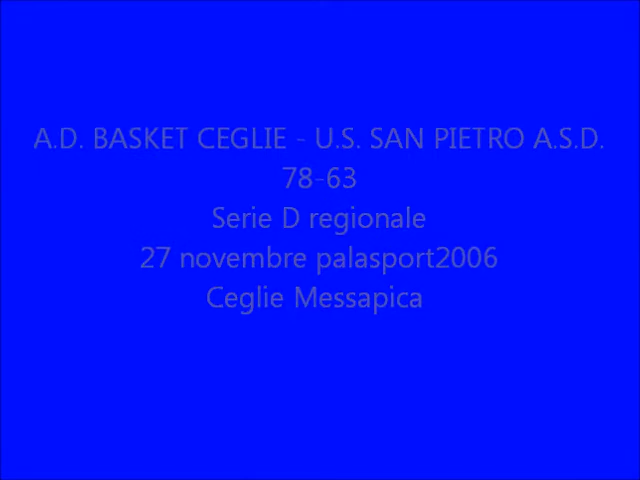 A.D. BASKET CEGLIE - U.S. SAN PIETRO A.S.D.
78-63
Serie D regionale
27 novembre palasport2006
Ceglie Messapica